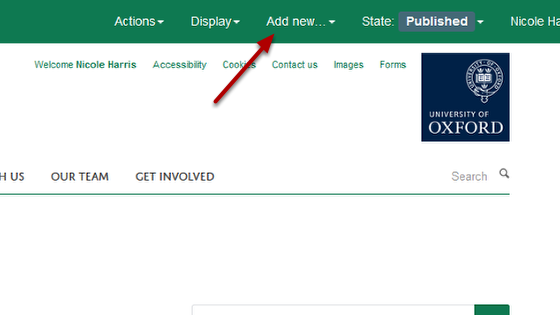 Actions Display Add new... State: Published Nicole Ha
Welcome Nicole Harris Accessibility Cookies Contact us Images Forms
UNIVERSITY OF
OXFORD
H US OUR TEAM GET INVOLVED Search